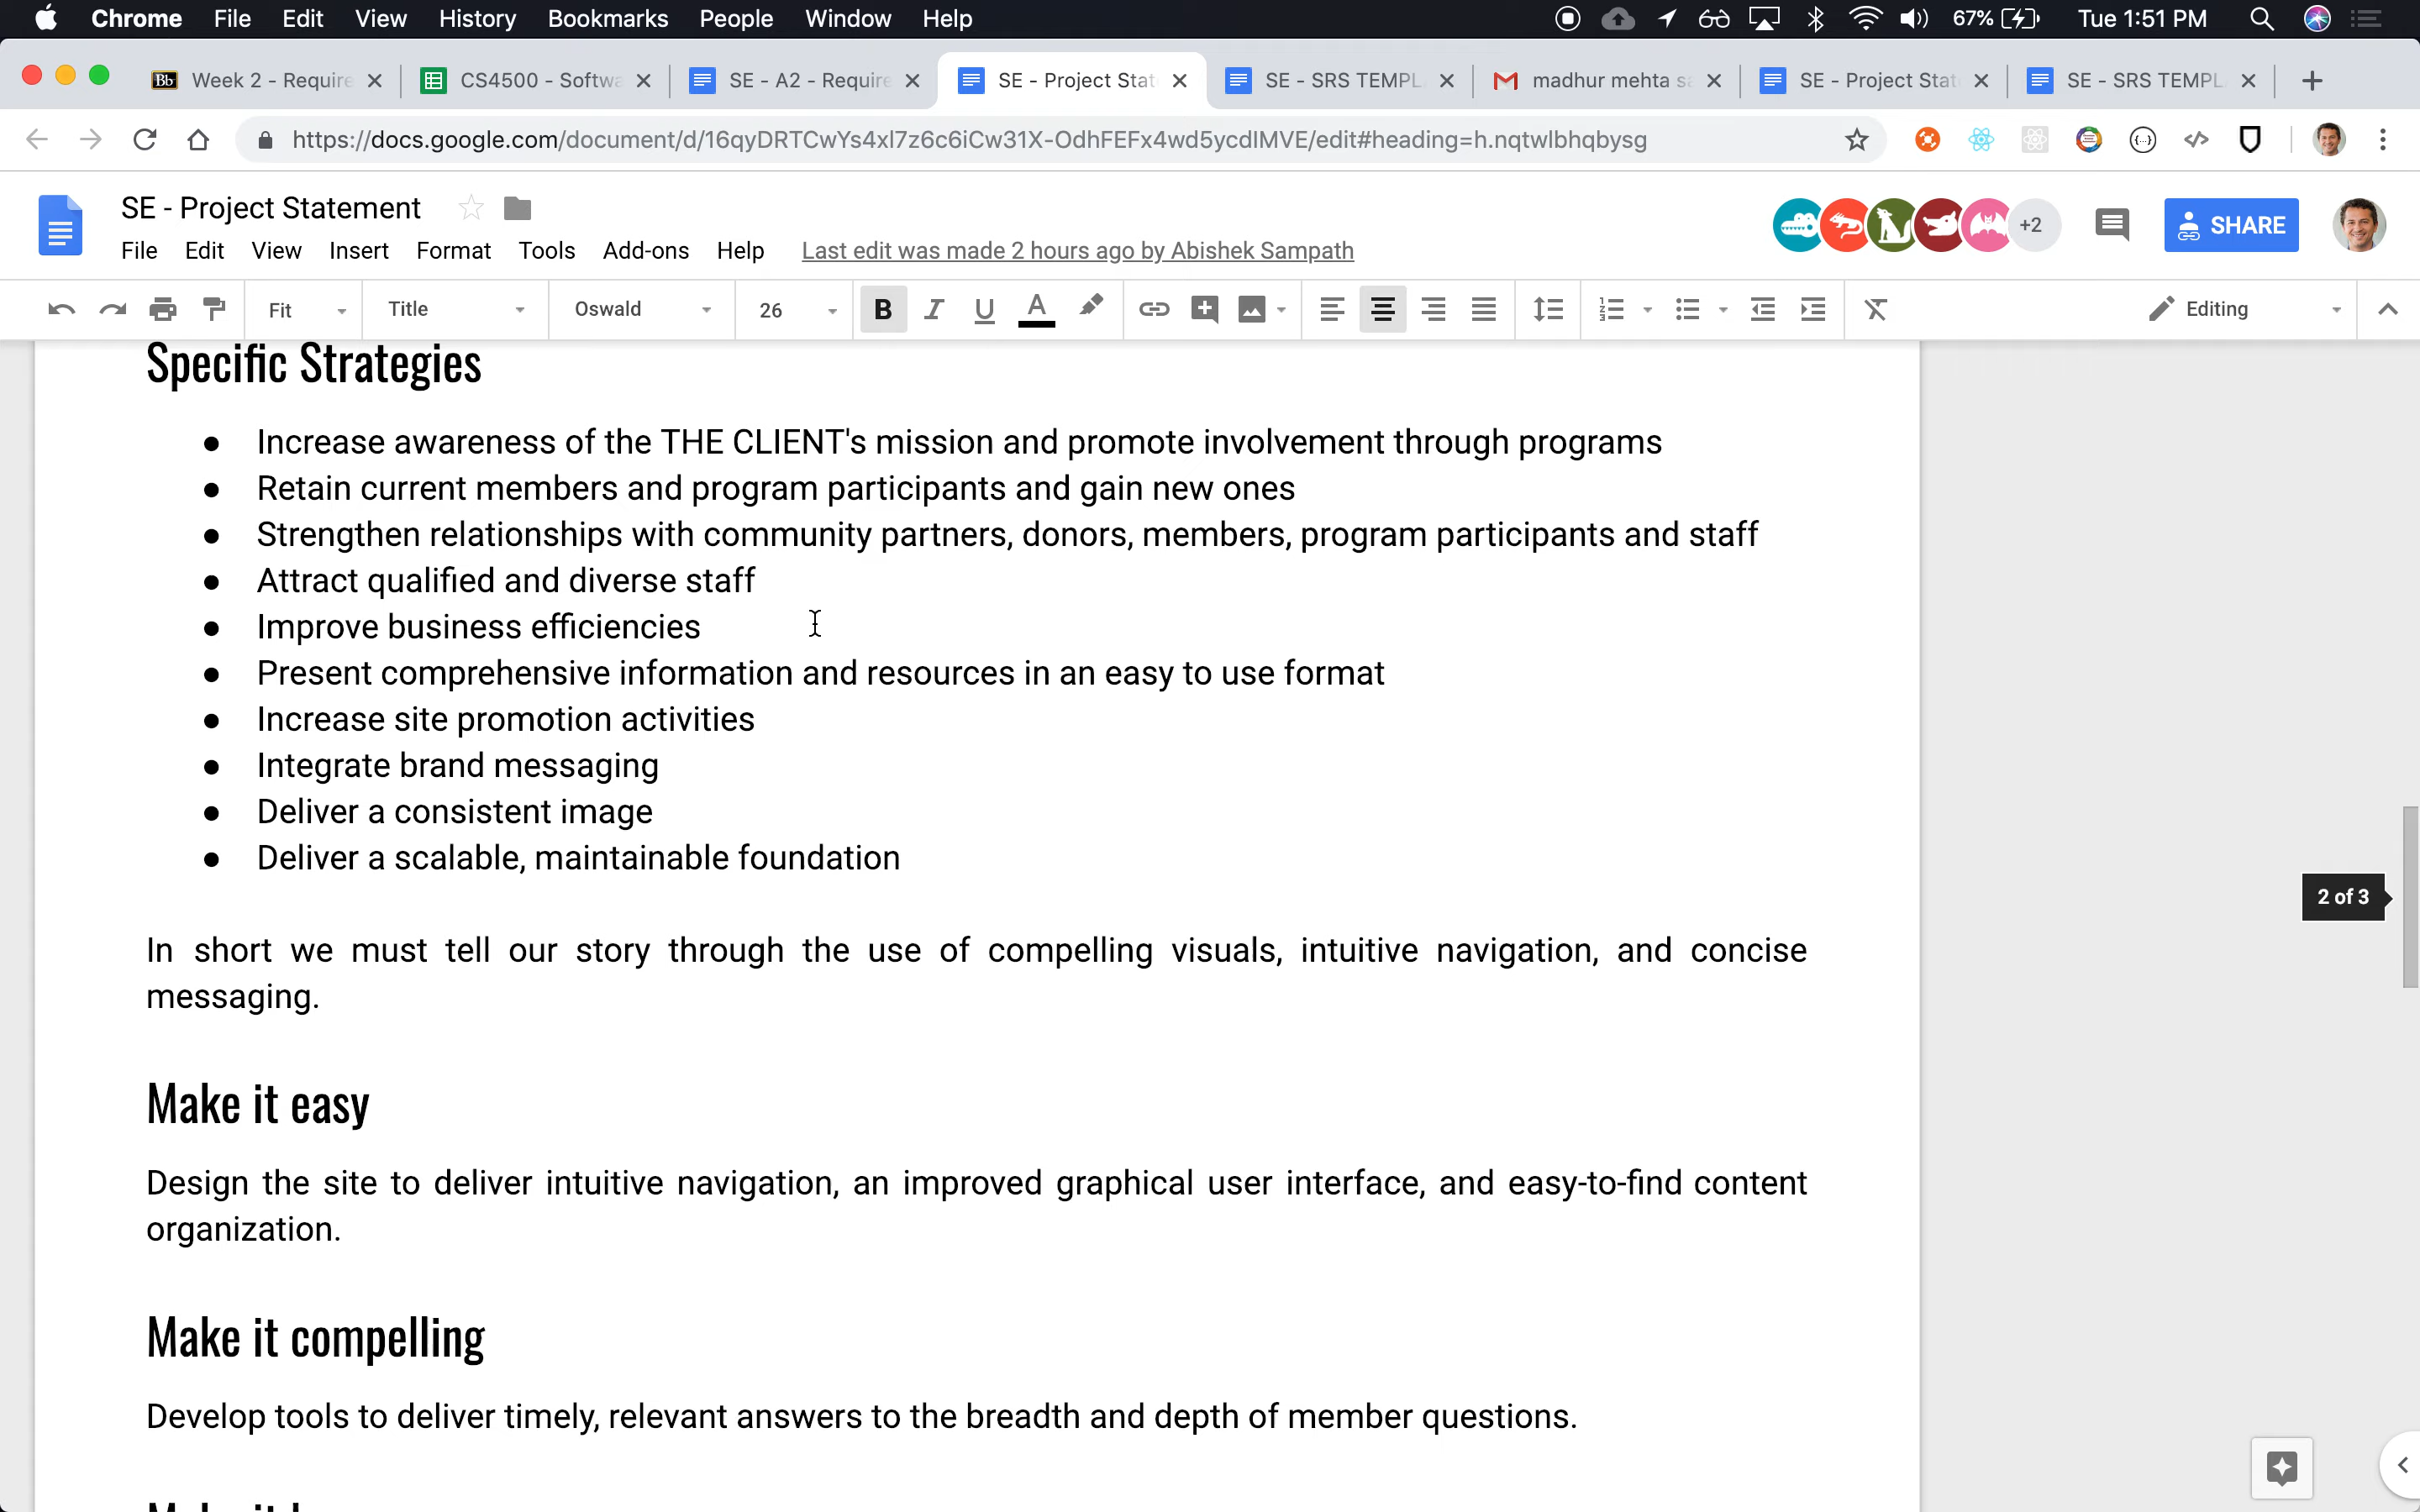 Chrome File Edit View History Bookmarks People Window Help 67% Tue 1:51 PM
Bb Week 2 - Require CS4500 - Softwa SE - A2 - Require SE - Project Stat SE - SRS TEMPL madhur mehta sa SE - Project Stat SE - SRS TEMPL
https://docs.google.com/document/d/16qyDRTCwYs4xl7z6c6iCw31X-OdhFEFx4wd5ycdIMVE/edit#heading=h.nqtwlbhqbysg
SE - Project Statement
+2
SHARE
File Edit View Insert Format Tools Add-ons Help Last edit was made 2 hours ago by Abishek Sampath
Fit Title Oswald 26 B I U A Editing
Specific Strategies
● Increase awareness of the THE CLIENT's mission and promote involvement through programs
● Retain current members and program participants and gain new ones
● Strengthen relationships with community partners, donors, members, program participants and staff
● Attract qualified and diverse staff
● Improve business efficiencies
● Present comprehensive information and resources in an easy to use format
● Increase site promotion activities
● Integrate brand messaging
● Deliver a consistent image
● Deliver a scalable, maintainable foundation
2 of 3
In short we must tell our story through the use of compelling visuals, intuitive navigation, and concise
messaging.
Make it easy
Design the site to deliver intuitive navigation, an improved graphical user interface, and easy-to-find content
organization.
Make it compelling
Develop tools to deliver timely, relevant answers to the breadth and depth of member questions.